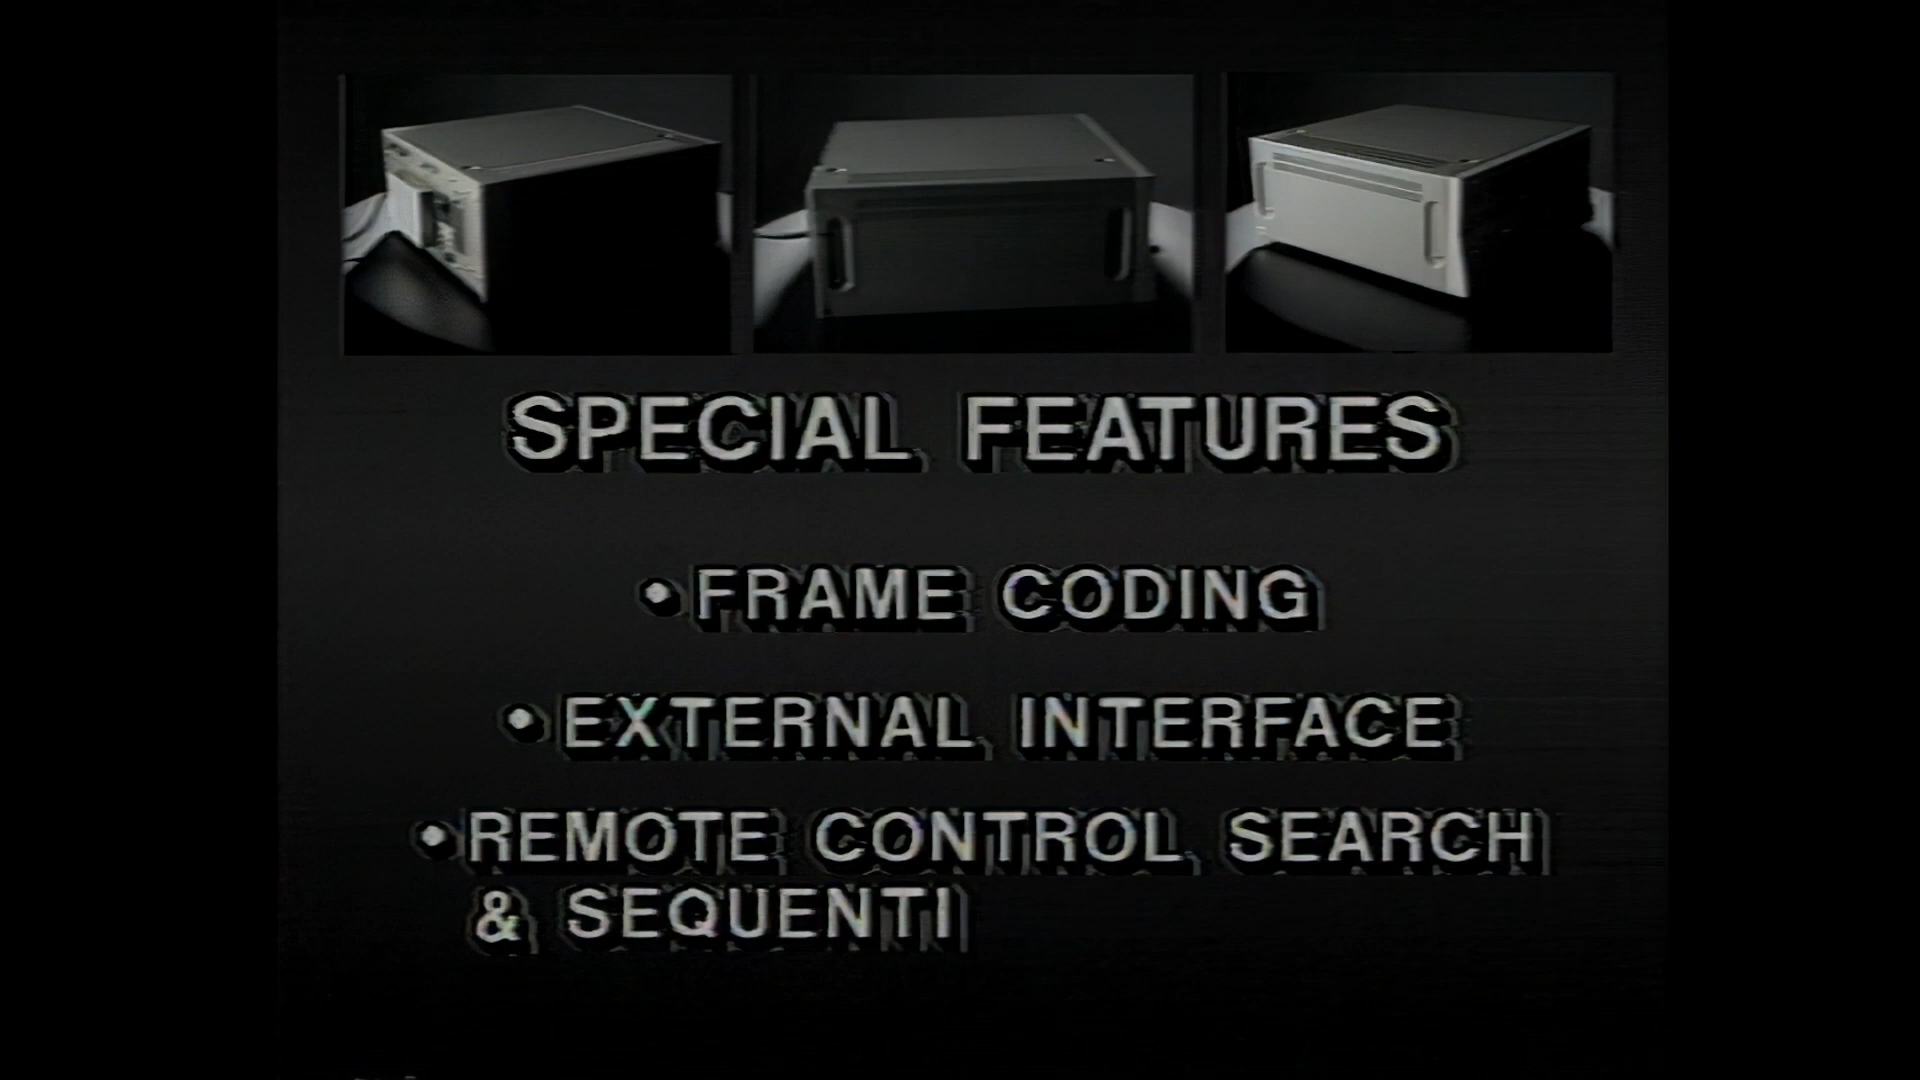 SPECIAL FEATURES
• FRAME CODING
• EXTERNAL INTERFACE
• REMOTE CONTROL SEARCH
& SEQUENTI